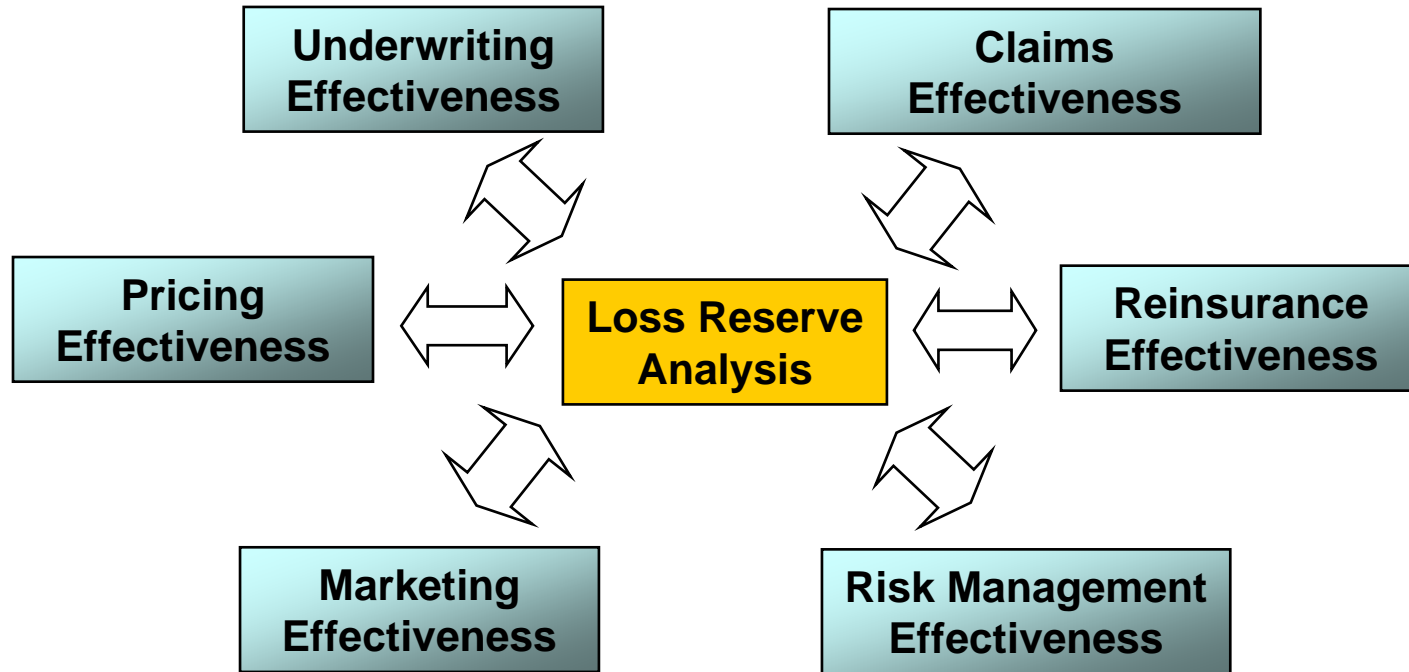 Underwriting
Effectiveness
Claims
Effectiveness
Pricing
Effectiveness
Loss Reserve
Analysis
Reinsurance
Effectiveness
Marketing
Effectiveness
Risk Management
Effectiveness